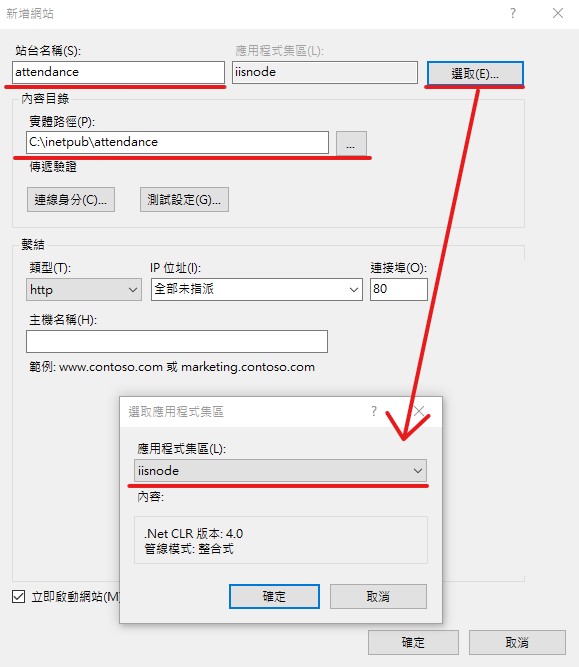 新增網站
站台名稱(S):
應用程式集區(L):
attendance
iisnode
選取(E)...
內容目錄
實體路徑(P):
C:\inetpub\attendance
...
傳遞驗證
連線身分(C)...
測試設定(G)...
繫結
類型(T):
IP 位址(I):
連接埠(O):
http
全部未指派
80
主機名稱(H):
範例: www.contoso.com 或 marketing.contoso.com
選取應用程式集區
應用程式集區(L):
iisnode
內容:
.Net CLR 版本: 4.0
管線模式: 整合式
確定
取消
立即啟動網站(M
確定
取消